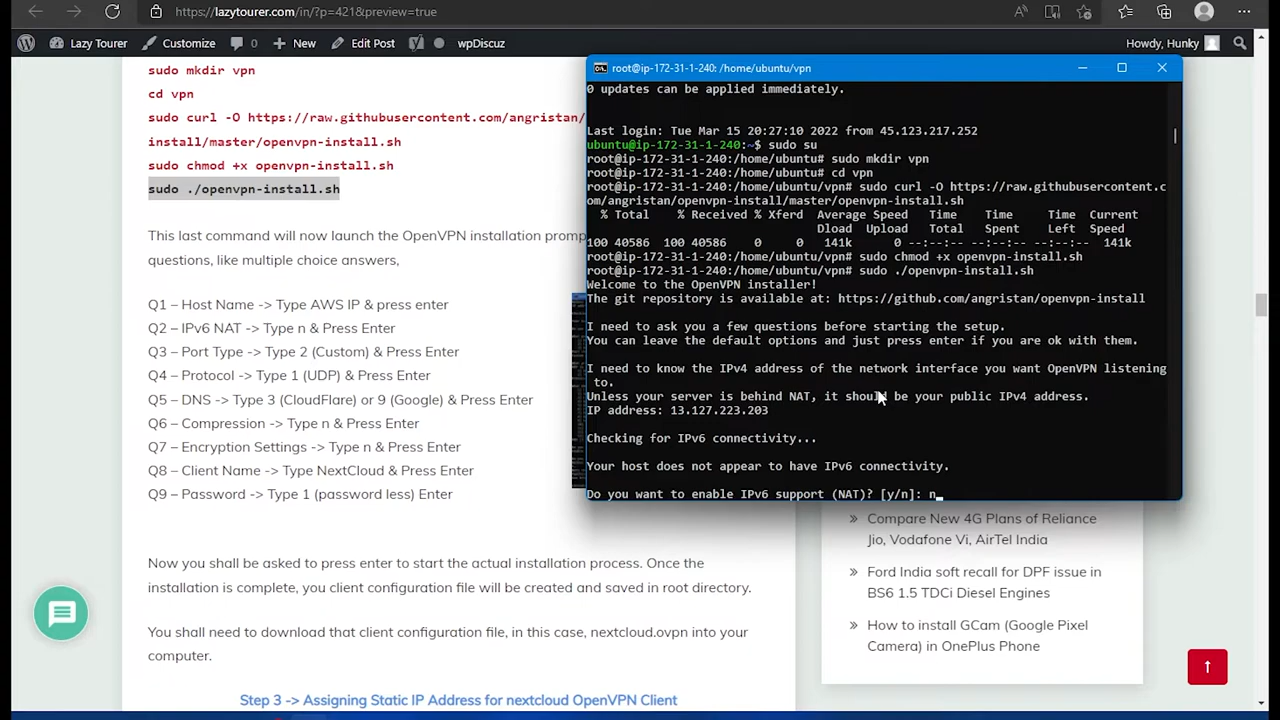 https://lazytourer.com/in/?p=421&preview=true
Lazy Tourer
Customize
0
New
Edit Post
wpDiscuz
Howdy, Hunky
sudo mkdir vpn
cd vpn
sudo curl -O https://raw.githubusercontent.com/angristan/
install/master/openvpn-install.sh
sudo chmod +x openvpn-install.sh
sudo ./openvpn-install.sh
This last command will now launch the OpenVPN installation promp
questions, like multiple choice answers,
Q1 – Host Name -> Type AWS IP & press enter
Q2 – IPv6 NAT -> Type n & Press Enter
Q3 – Port Type -> Type 2 (Custom) & Press Enter
Q4 – Protocol -> Type 1 (UDP) & Press Enter
Q5 – DNS -> Type 3 (CloudFlare) or 9 (Google) & Press Enter
Q6 – Compression -> Type n & Press Enter
Q7 – Encryption Settings -> Type n & Press Enter
Q8 – Client Name -> Type NextCloud & Press Enter
Q9 – Password -> Type 1 (password less) Enter
Now you shall be asked to press enter to start the actual installation process. Once the
installation is complete, you client configuration file will be created and saved in root directory.
You shall need to download that client configuration file, in this case, nextcloud.ovpn into your
computer.
Step 3 -> Assigning Static IP Address for nextcloud OpenVPN Client
root@ip-172-31-1-240: /home/ubuntu/vpn
0 updates can be applied immediately.
Last login: Tue Mar 15 20:27:10 2022 from 45.123.217.252
ubuntu@ip-172-31-1-240:~$ sudo su
root@ip-172-31-1-240:/home/ubuntu# sudo mkdir vpn
root@ip-172-31-1-240:/home/ubuntu# cd vpn
root@ip-172-31-1-240:/home/ubuntu/vpn# sudo curl -O https://raw.githubusercontent.c
om/angristan/openvpn-install/master/openvpn-install.sh
% Total % Received % Xferd Average Speed Time Time Time Current
Dload Upload Total Spent Left Speed
100 40586 100 40586 0 0 141k 0 --:--:-- --:--:-- --:--:-- 141k
root@ip-172-31-1-240:/home/ubuntu/vpn# sudo chmod +x openvpn-install.sh
root@ip-172-31-1-240:/home/ubuntu/vpn# sudo ./openvpn-install.sh
Welcome to the OpenVPN installer!
The git repository is available at: https://github.com/angristan/openvpn-install
I need to ask you a few questions before starting the setup.
You can leave the default options and just press enter if you are ok with them.
I need to know the IPv4 address of the network interface you want OpenVPN listening
to.
Unless your server is behind NAT, it should be your public IPv4 address.
IP address: 13.127.223.203
Checking for IPv6 connectivity...
Your host does not appear to have IPv6 connectivity.
Do you want to enable IPv6 support (NAT)? [y/n]: n
Compare New 4G Plans of Reliance
Jio, Vodafone Vi, AirTel India
Ford India soft recall for DPF issue in
BS6 1.5 TDCi Diesel Engines
How to install GCam (Google Pixel
Camera) in OnePlus Phone